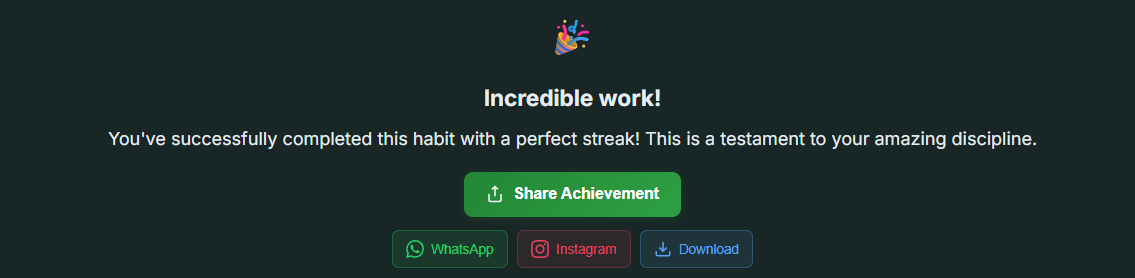 Incredible work!
You've successfully completed this habit with a perfect streak! This is a testament to your amazing discipline.
Share Achievement
WhatsApp Instagram Download